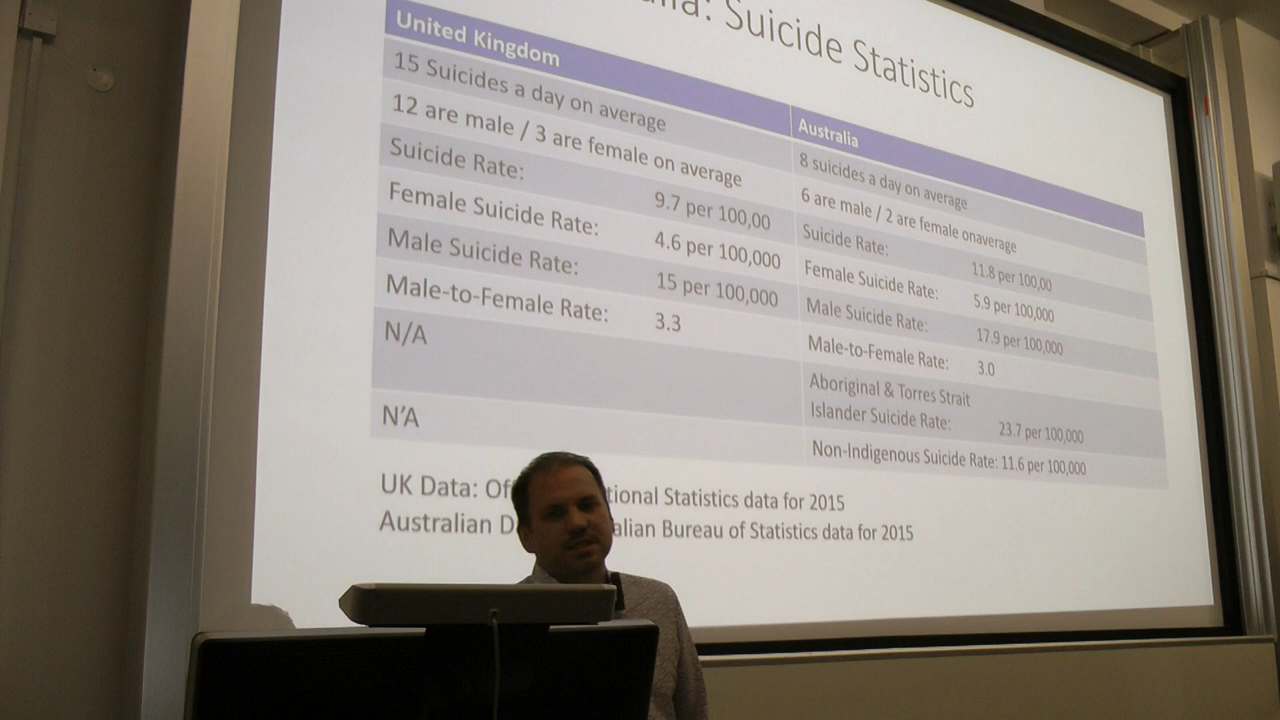 Suicide Statistics
United Kingdom
15 Suicides a day on average
12 are male / 3 are female on average
Suicide Rate: 9.7 per 100,00
Female Suicide Rate: 4.6 per 100,000
Male Suicide Rate: 15 per 100,000
Male-to-Female Rate: 3.3
N/A
N'A
Australia
8 suicides a day on average
6 are male / 2 are female onaverage
Suicide Rate: 11.8 per 100,00
Female Suicide Rate: 5.9 per 100,000
Male Suicide Rate: 17.9 per 100,000
Male-to-Female Rate: 3.0
Aboriginal & Torres Strait
Islander Suicide Rate: 23.7 per 100,000
Non-Indigenous Suicide Rate: 11.6 per 100,000
UK Data: Statistics data for 2015
Australian Bureau of Statistics data for 2015